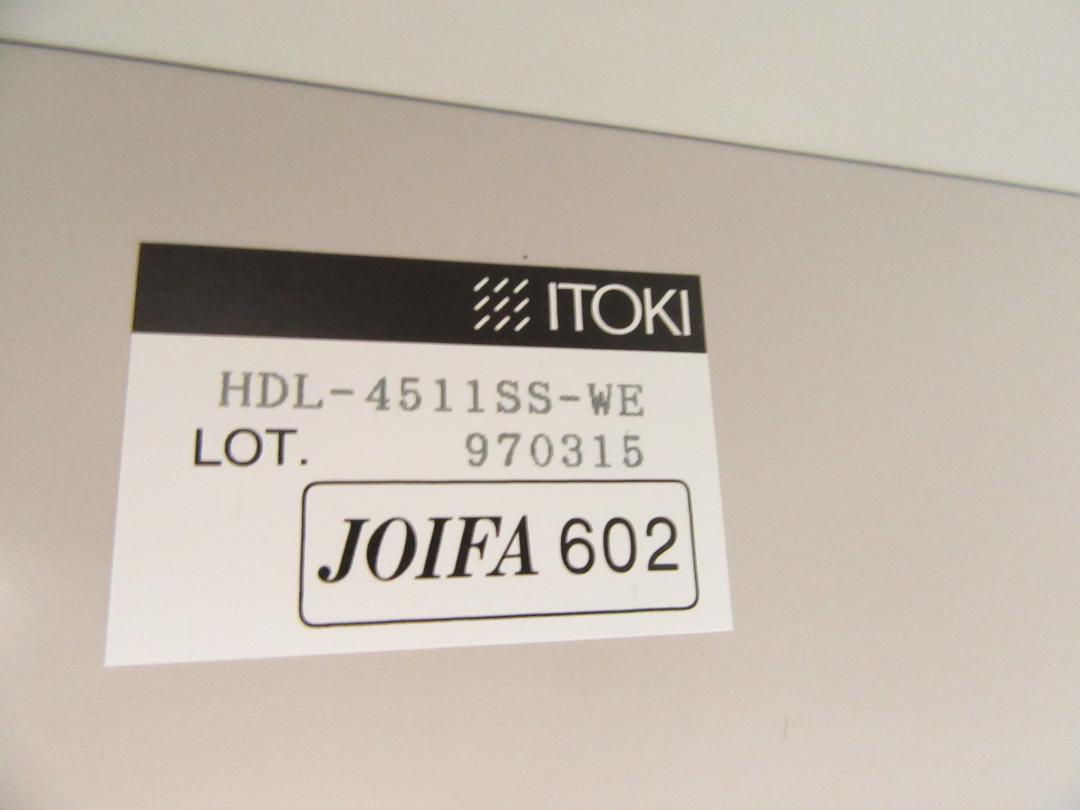 ITOKI
HDL-4511SS-WE
LOT. 970315
JOIFA 602